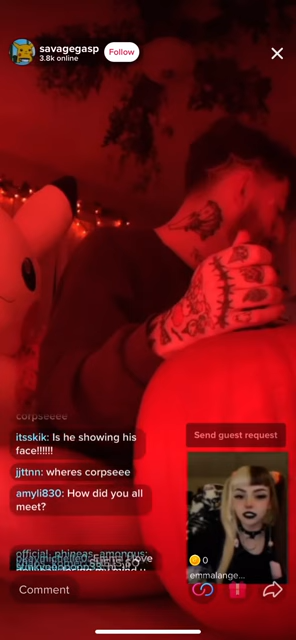 savagegasp
3.8k online
Follow
corpseeee
itsskik: Is he showing his
face!!!!!!
jjttnn: wheres corpseee
amyli830: How did you all
meet?
Send guest request
0
emmalange...
Comment